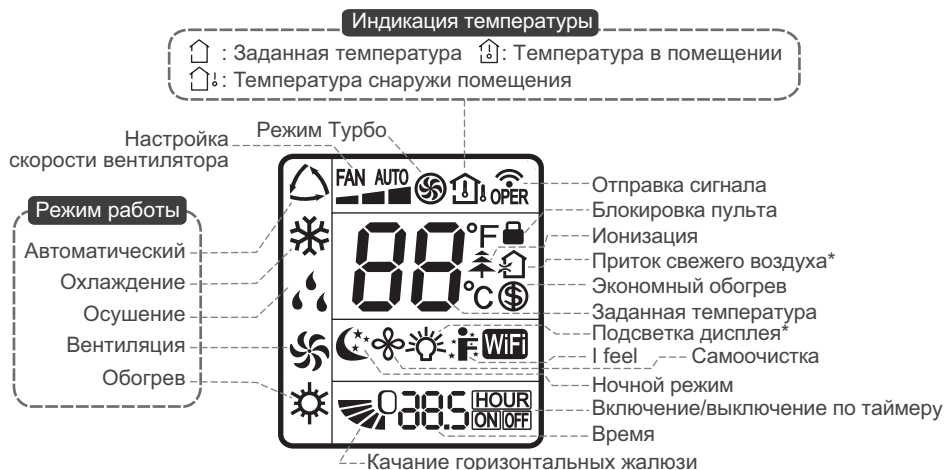 Индикация температуры
: Заданная температура : Температура в помещении
: Температура снаружи помещения
Режим Турбо
Настройка
скорости вентилятора
Режим работы
Автоматический
Охлаждение
Осушение
Вентиляция
Обогрев
FAN AUTO
OPER
88 °F
°C
WiFi
088.5
HOUR
ON OFF
Отправка сигнала
Блокировка пульта
Ионизация
Приток свежего воздуха*
Экономный обогрев
Заданная температура
Подсветка дисплея*
I feel
Самоочистка
Ночной режим
Включение/выключение по таймеру
Время
Качание горизонтальных жалюзи